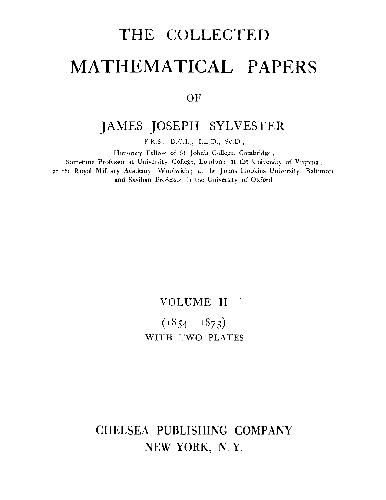 THE COLLECTED
MATHEMATICAL PAPERS
OF
JAMES JOSEPH SYLVESTER
F.R.S., D.C.L., LL.D., Sc.D.,
Honorary Fellow of St John's College, Cambridge;
Sometime Professor at University College, London; at the University of Virginia;
at the Royal Military Academy, Woolwich; at the Johns Hopkins University, Baltimore
and Savilian Professor in the University of Oxford
VOLUME II
(1854–1873)
WITH TWO PLATES
CHELSEA PUBLISHING COMPANY
NEW YORK, N.Y.